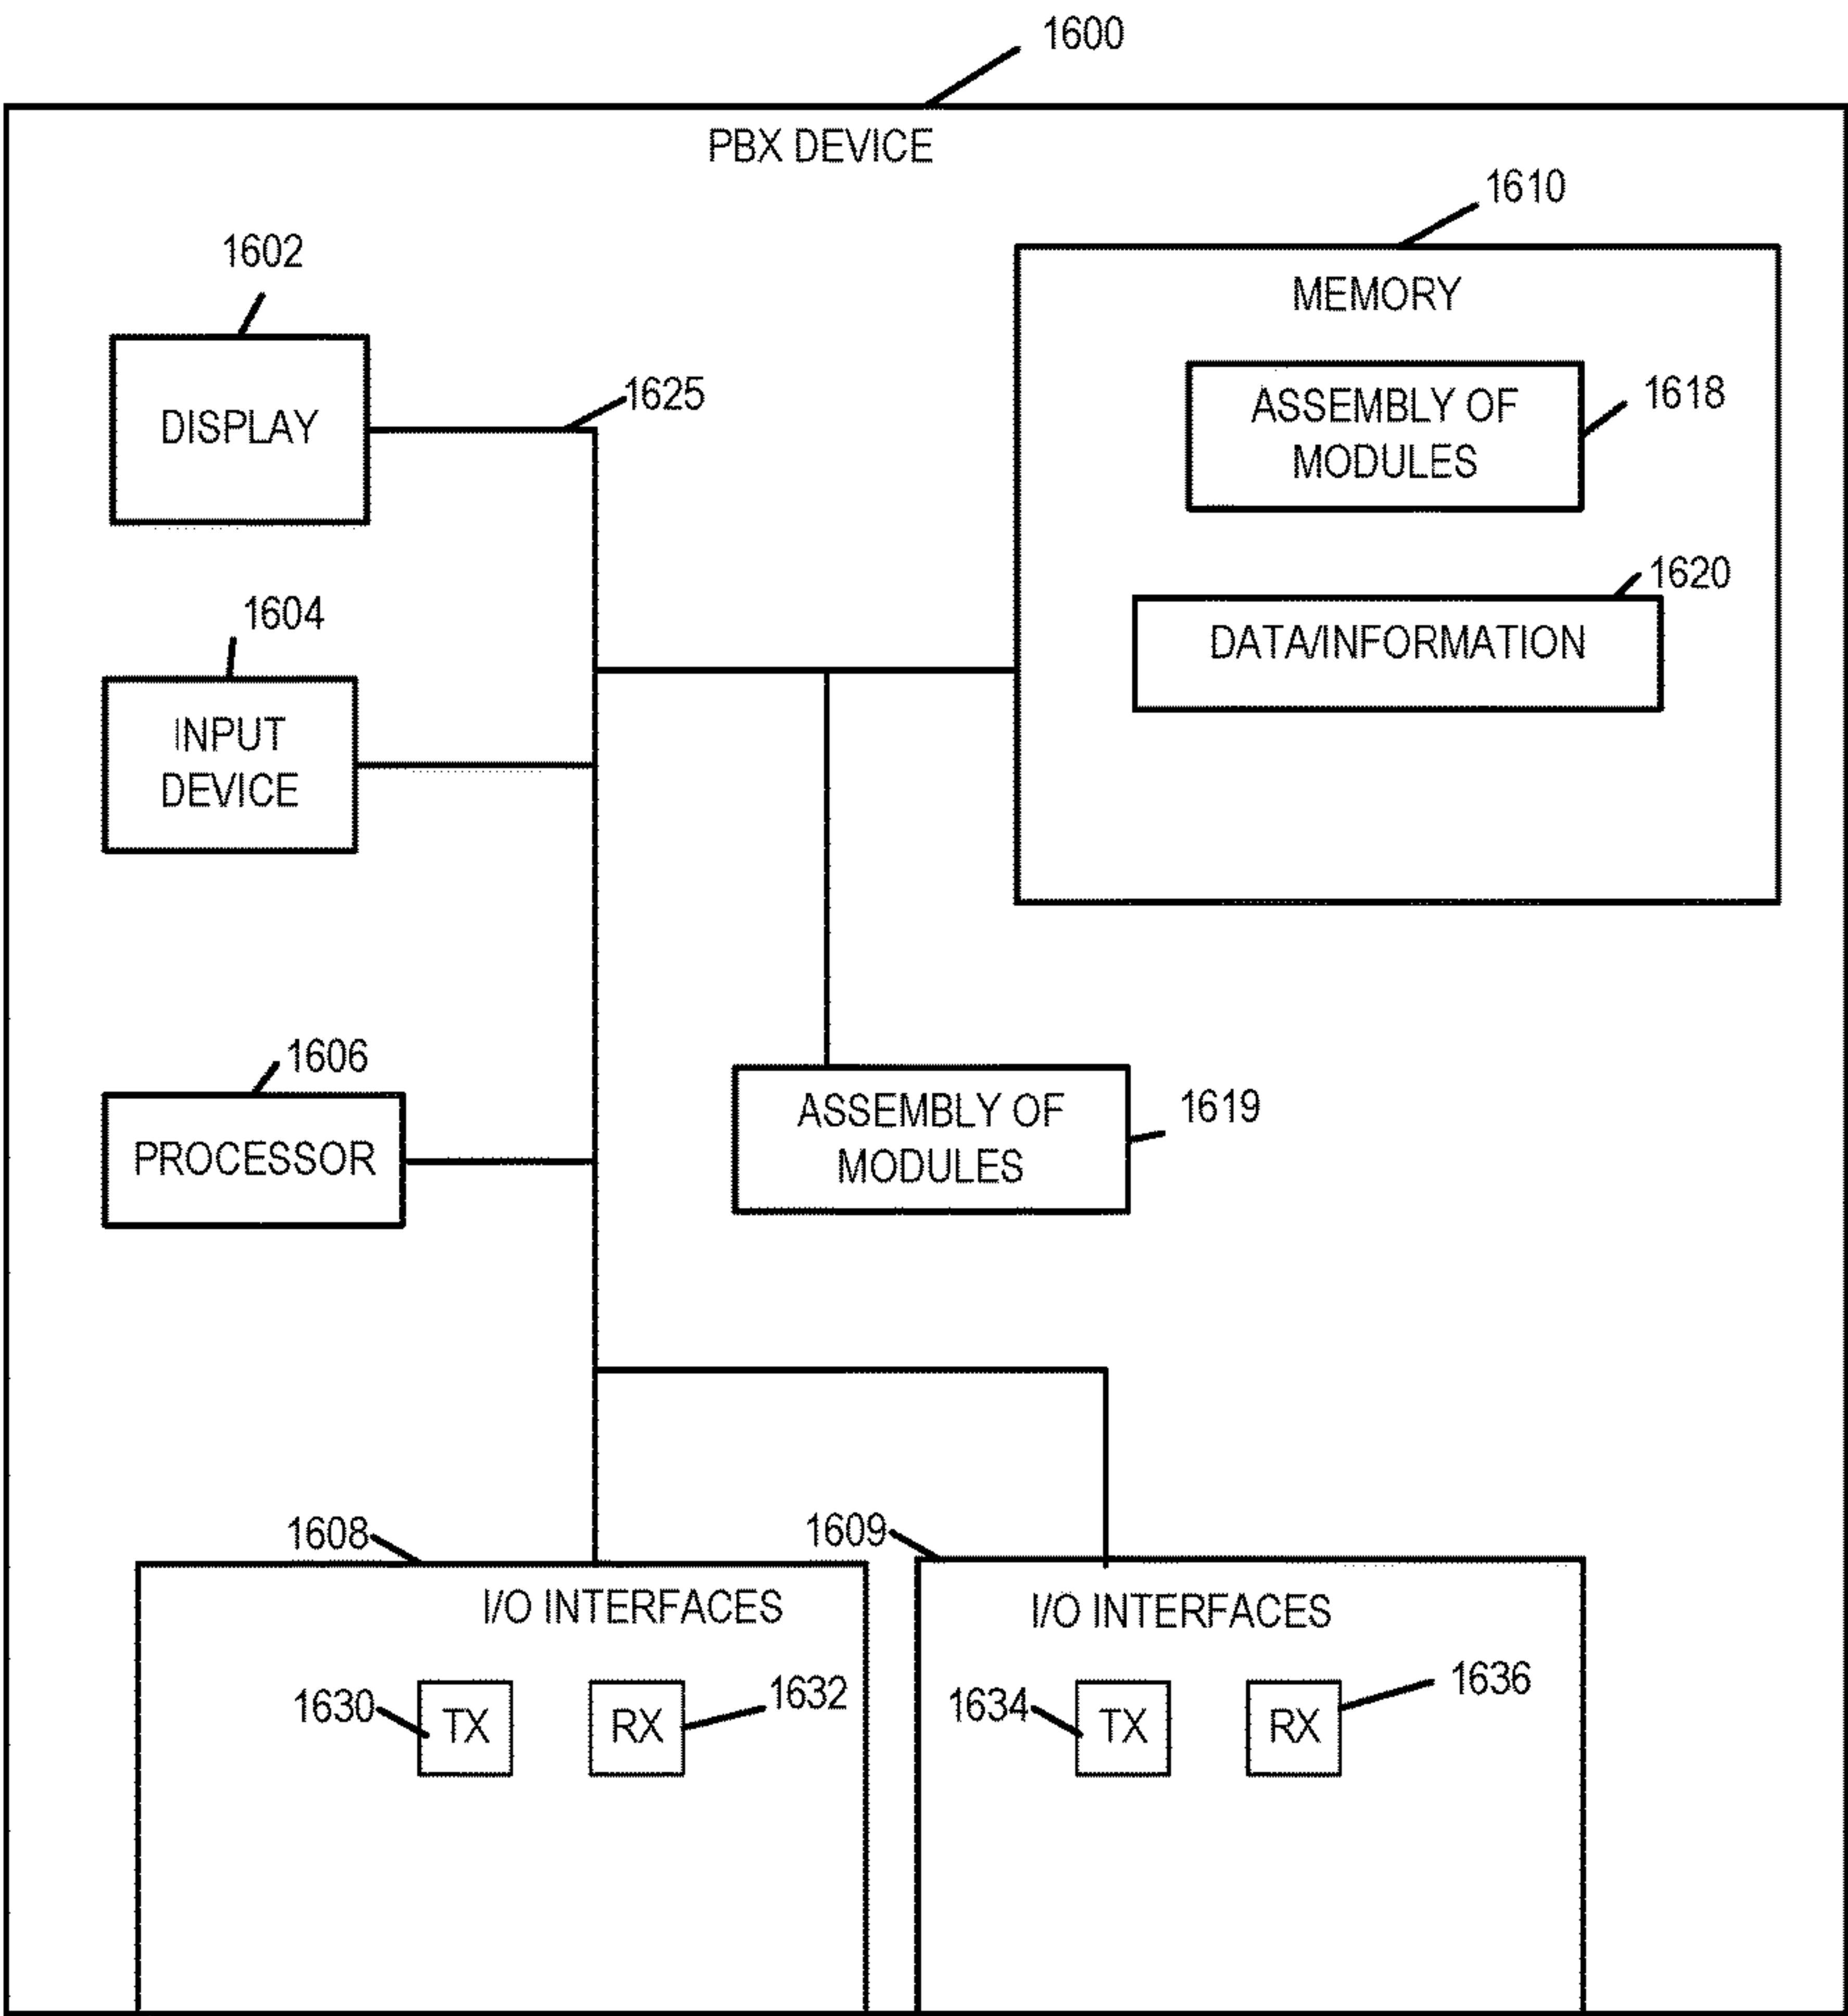 1600
PBX DEVICE
1610
1602
MEMORY
1625
DISPLAY
ASSEMBLY OF
MODULES
1618
1620
1604
DATA/INFORMATION
INPUT
DEVICE
1606
PROCESSOR
ASSEMBLY OF
MODULES
1619
1608
1609
I/O INTERFACES
I/O INTERFACES
1630
TX
RX
1632
1634
TX
RX
1636